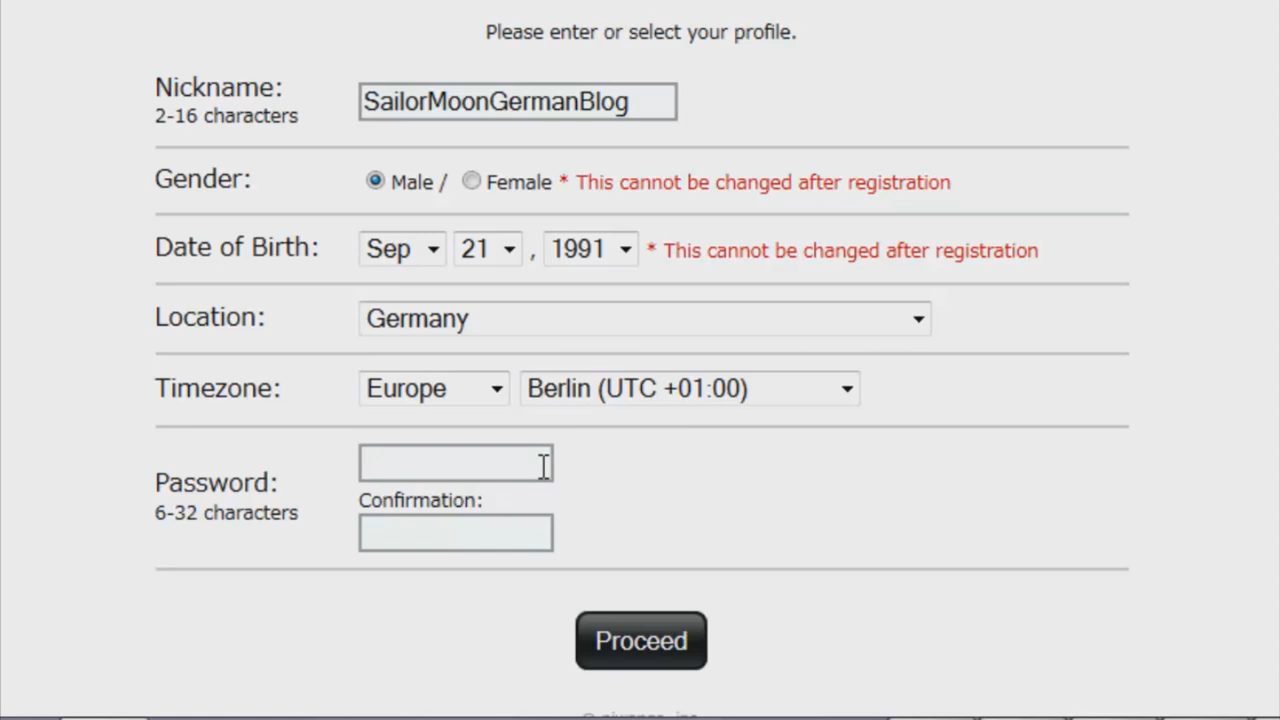 Please enter or select your profile.
Nickname:
2-16 characters
SailorMoonGermanBlog
Gender:
Male / Female * This cannot be changed after registration
Date of Birth:
Sep 21 , 1991 * This cannot be changed after registration
Location:
Germany
Timezone:
Europe Berlin (UTC +01:00)
Password:
6-32 characters
Confirmation:
Proceed